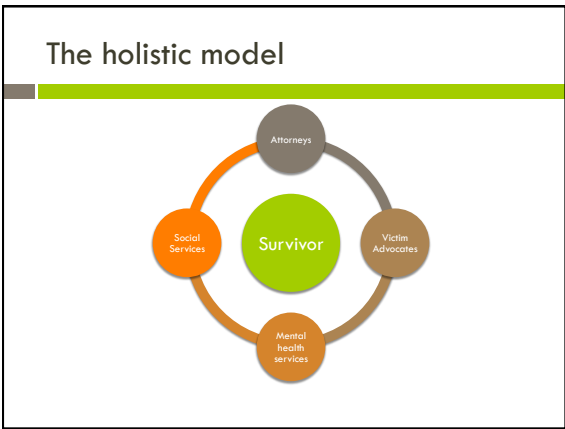 The holistic model
Attorneys
Social
Services
Survivor
Victim
Advocates
Mental
health
services